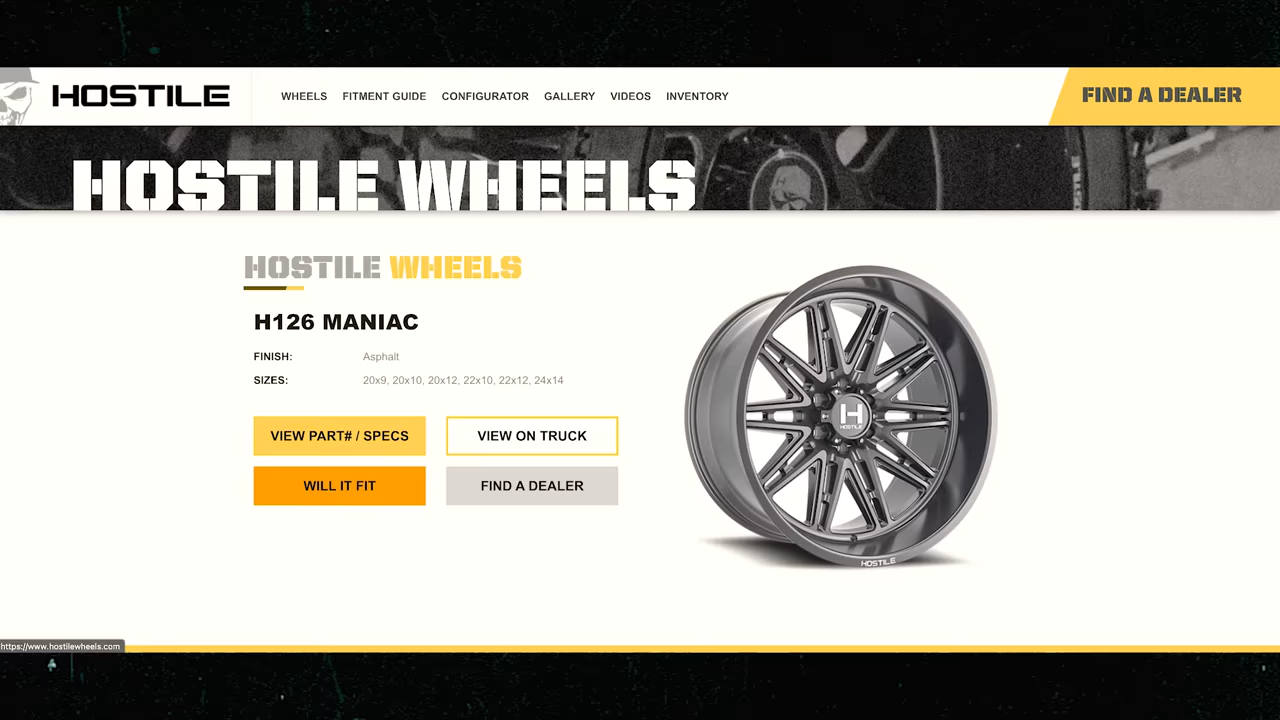 HOSTILE
WHEELS FITMENT GUIDE CONFIGURATOR GALLERY VIDEOS INVENTORY
FIND A DEALER
HOSTILE WHEELS
HOSTILE WHEELS
H126 MANIAC
FINISH: Asphalt
SIZES: 20x9, 20x10, 20x12, 22x10, 22x12, 24x14
VIEW PART# / SPECS
VIEW ON TRUCK
WILL IT FIT
FIND A DEALER
H
HOSTILE
HOSTILE
https://www.hostilewheels.com